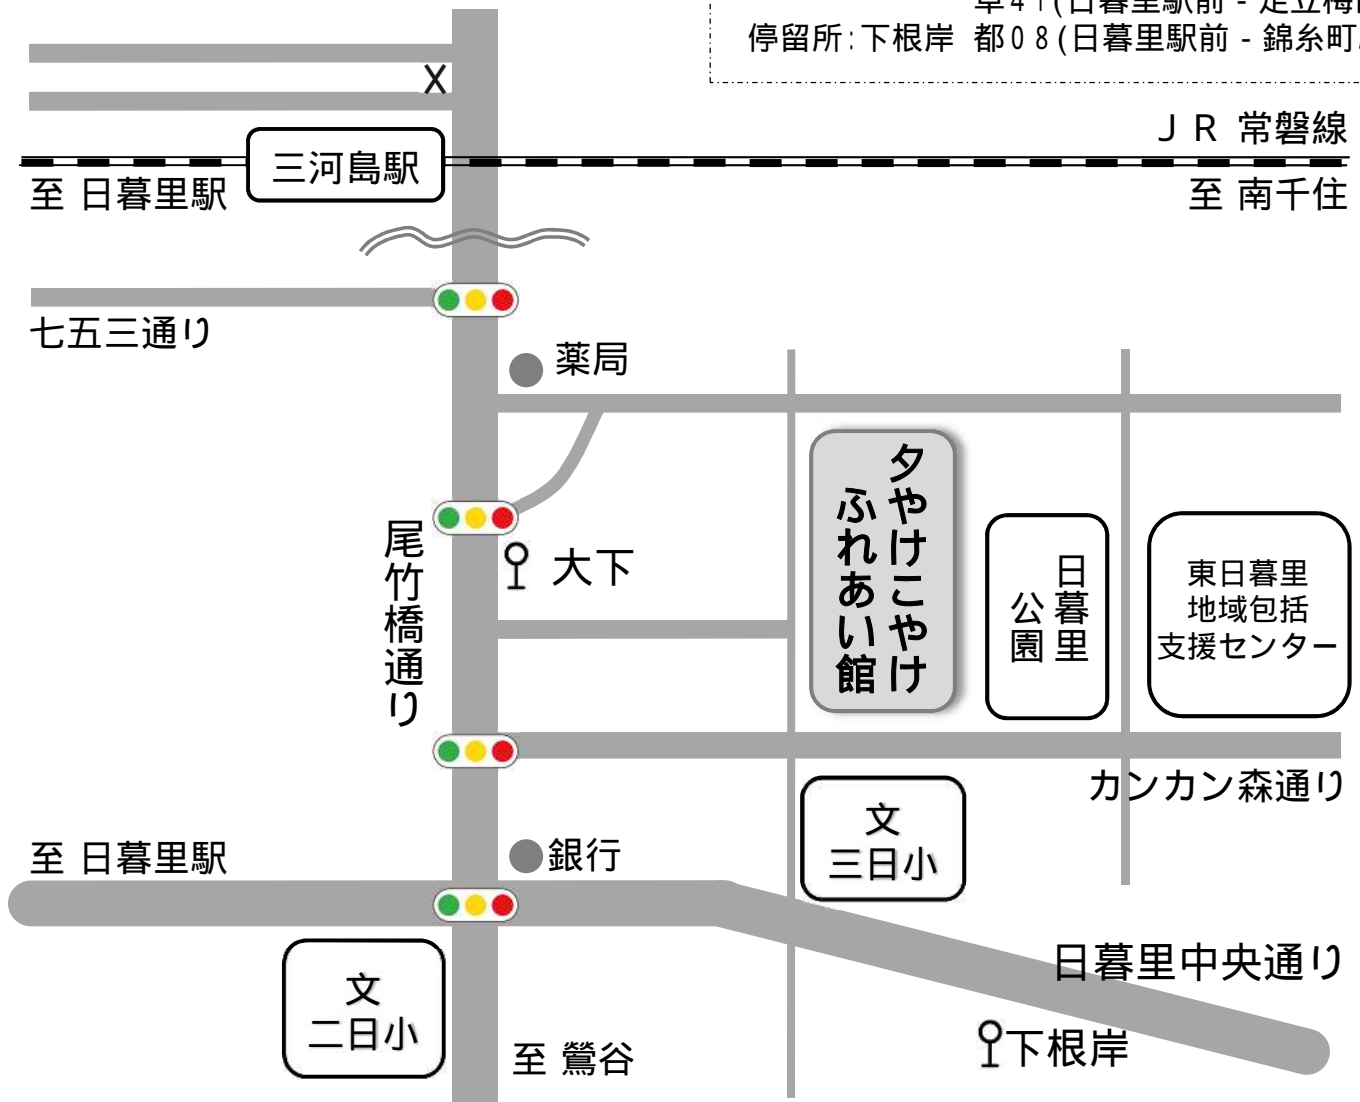 停留所:下根岸 都08(日暮里駅前 - 錦糸町
X
JR 常磐線
三河島駅
至 日暮里駅
至 南千住
七五三通り
薬局
尾竹橋通り
大下
夕やけこやけ
ふれあい館
日暮里
公園
東日暮里
地域包括
支援センター
カンカン森通り
文
三日小
至 日暮里駅
銀行
日暮里中央通り
文
二日小
至 鶯谷
下根岸